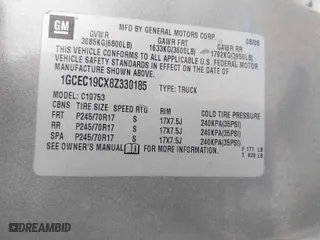 GM
MFD BY GENERAL MOTORS CORP
08/08
GVWR GAWR FRT GAWR RR
3085KG(6800LB) 1633KG(3600LB) 1792KG(3950LB)
THIS VEHICLE CONFORMS TO ALL APPLICABLE U.S. FEDERAL MOTOR
VEHICLE SAFETY STANDARDS IN EFFECT ON THE DATE OF
MANUFACTURE SHOWN ABOVE.
1GCEC19CX8Z330185 TYPE: TRUCK
MODEL: C10753
TIRE SIZE SPEED RTG RIM COLD TIRE PRESSURE
FRT P245/70R17 S 17X7.5J 240KPA(35PSI)
RR P245/70R17 S 17X7.5J 240KPA(35PSI)
SPA P245/70R17 S 17X7.5J 240KPA(35PSI)
SEE OWNER'S MANUAL FOR MORE INFORMATION.